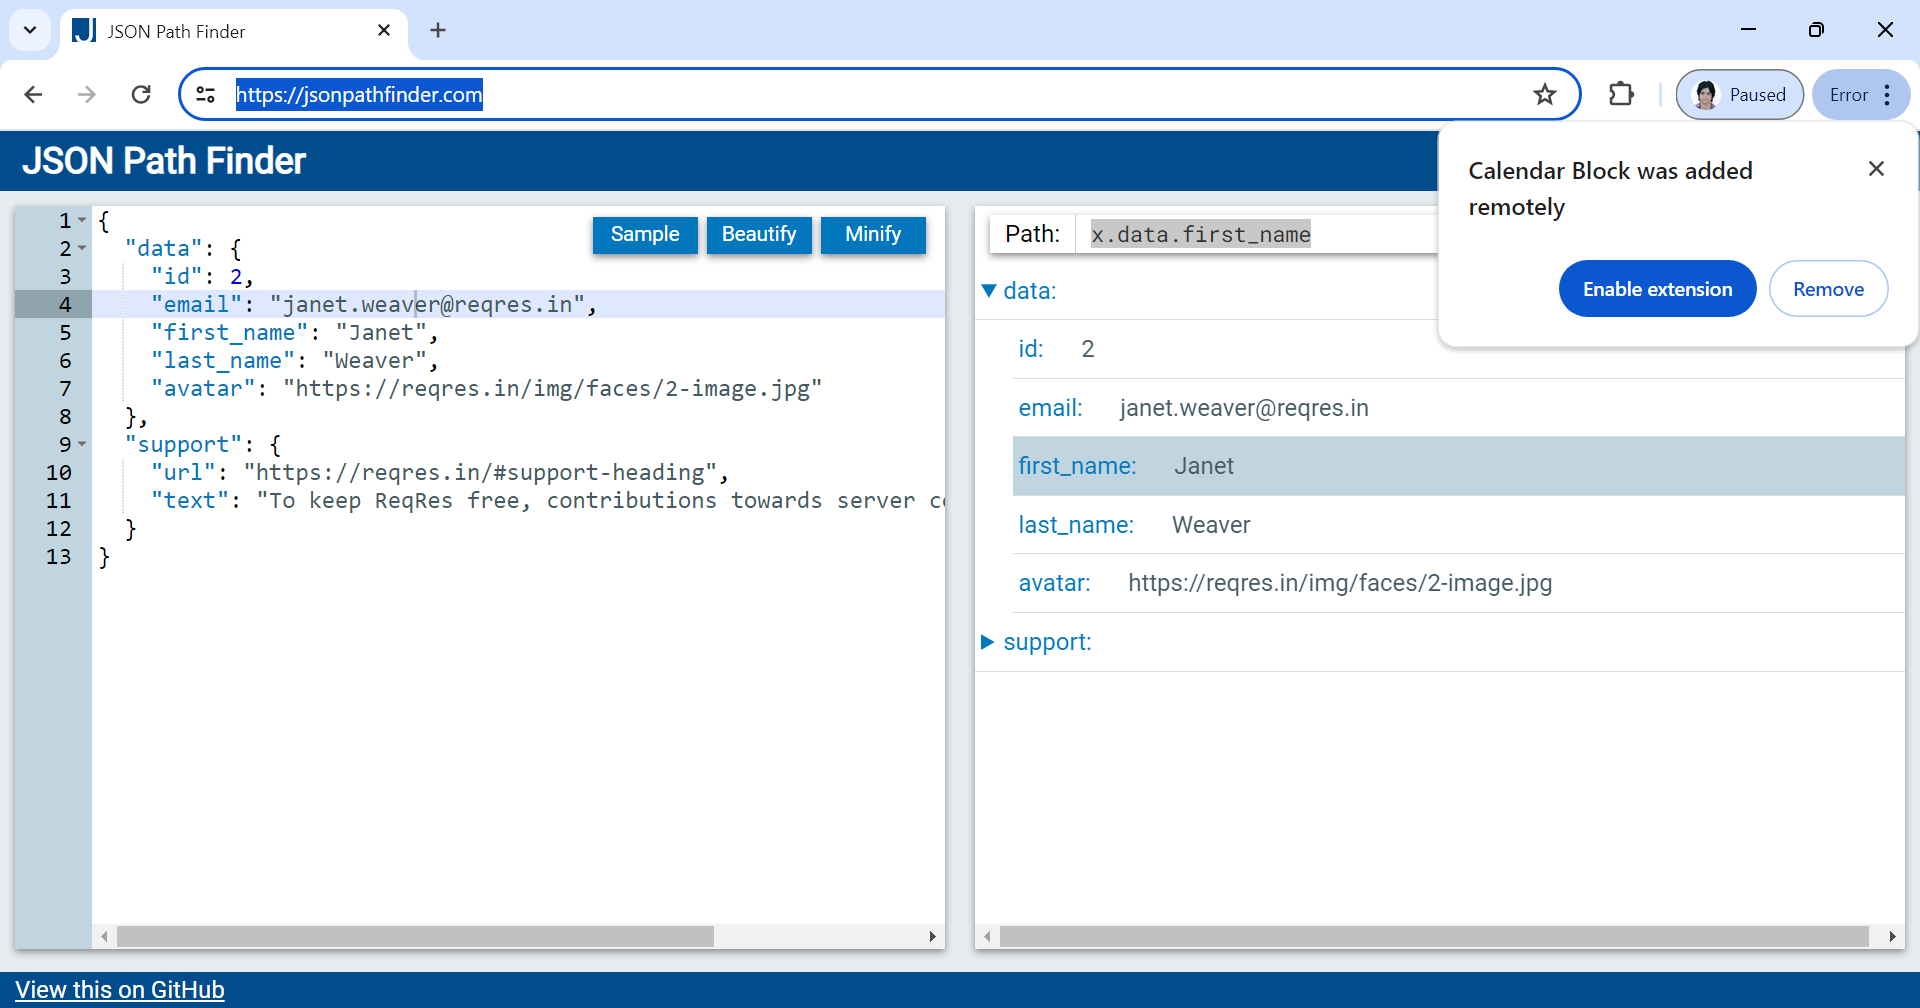 JSON Path Finder
https://jsonpathfinder.com
Paused
Error
JSON Path Finder
Calendar Block was added
remotely
Enable extension
Remove
Sample
Beautify
Minify
1 {
2 "data": {
3 "id": 2,
4 "email": "janet.weaver@reqres.in",
5 "first_name": "Janet",
6 "last_name": "Weaver",
7 "avatar": "https://reqres.in/img/faces/2-image.jpg"
8 },
9 "support": {
10 "url": "https://reqres.in/#support-heading",
11 "text": "To keep ReqRes free, contributions towards server
12 }
13 }
Path: x.data.first_name
data:
id: 2
email: janet.weaver@reqres.in
first_name: Janet
last_name: Weaver
avatar: https://reqres.in/img/faces/2-image.jpg
support:
View this on GitHub